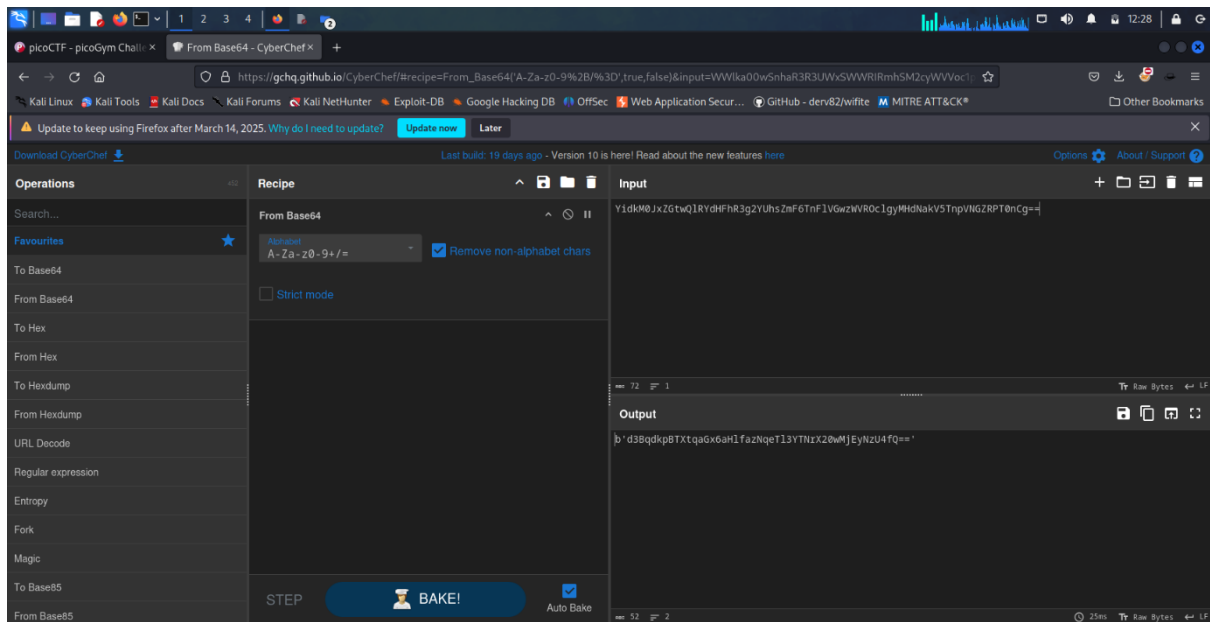 1 2 3 4
12:28
picoCTF - picoGym Challe
From Base64 - CyberChef
https://gchq.github.io/CyberChef/#recipe=From_Base64('A-Za-z0-9%2B/%3D',true,false)&input=
Kali Linux Kali Tools Kali Docs Kali Forums Kali NetHunter Exploit-DB Google Hacking DB OffSec Web Application Secur... GitHub - derv82/wifite MITRE ATT&CK® Other Bookmarks
Update to keep using Firefox after March 14, 2025. Why do I need to update? Update now Later
Download CyberChef Last build: 19 days ago - Version 10 is here! Read about the new features here Options About / Support
Operations
Recipe
Input
Search...
Favourites
To Base64
From Base64
To Hex
From Hex
To Hexdump
From Hexdump
URL Decode
Regular expression
Entropy
Fork
Magic
To Base85
From Base85
From Base64
Alphabet
A-Za-z0-9+/=
Remove non-alphabet chars
Strict mode
STEP
BAKE!
Auto Bake
YidkM0JxZGtwQlRYdHFhR3g2YUhsZmF6TnFlVGwzWVROclgyMHdNakV5TnpVNGZRPT0nCg==
72 1
Raw Bytes LF
Output
b'd3BqdkpBTXtqaGx6aHlfazNqeTl3YTNrX20wMjEyNzU4fQ=='
52 2
25ms Raw Bytes LF